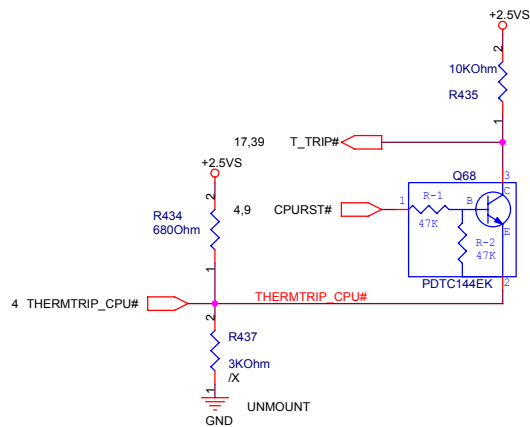 +2.5VS
2
10KOhm
R435
1
17,39 T_TRIP#
+2.5VS
3
Q68
C
2
R434
680Ohm
4,9 CPURST# 1
R-1
47K
B
E
R-2
47K
1
PDTC144EK
2
4 THERMTRIP_CPU#
THERMTRIP_CPU#
2
R437
3KOhm
/X
1
GND
UNMOUNT